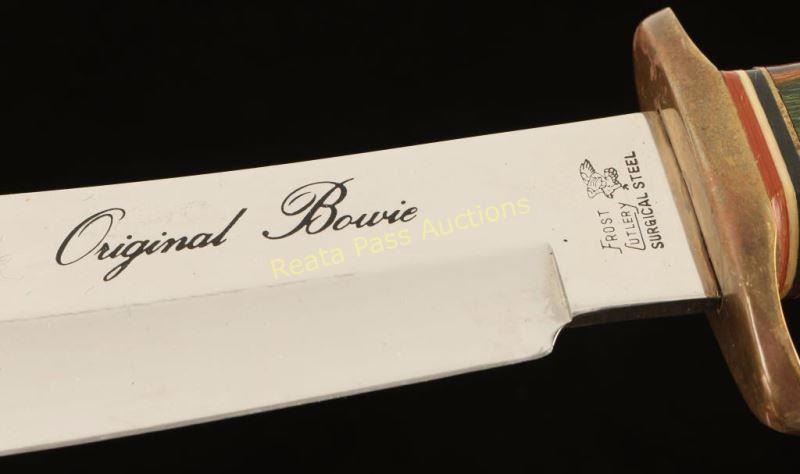 Original Bowie
Reata Pass Auctions
FROST
CUTLERY
SURGICAL STEEL